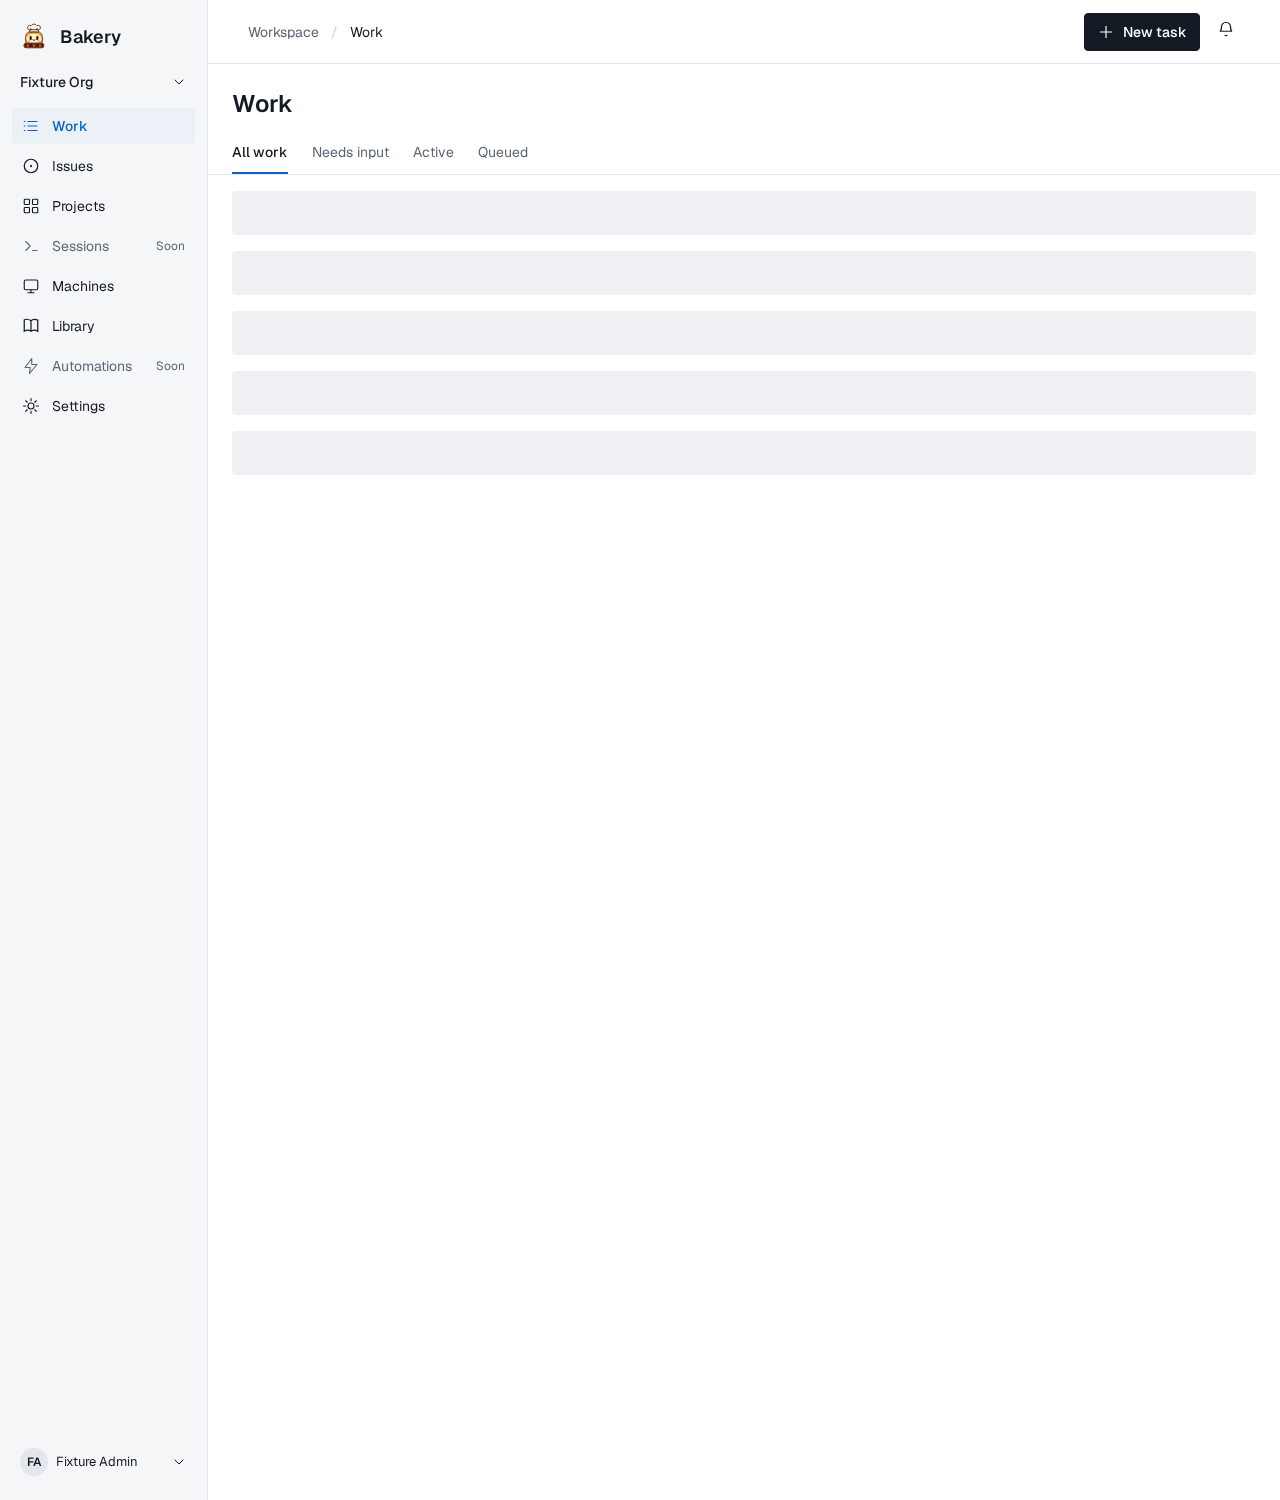 Bakery
Fixture Org
Work
Issues
Projects
Sessions Soon
Machines
Library
Automations Soon
Settings
FA Fixture Admin
Workspace / Work
New task
Work
All work Needs input Active Queued